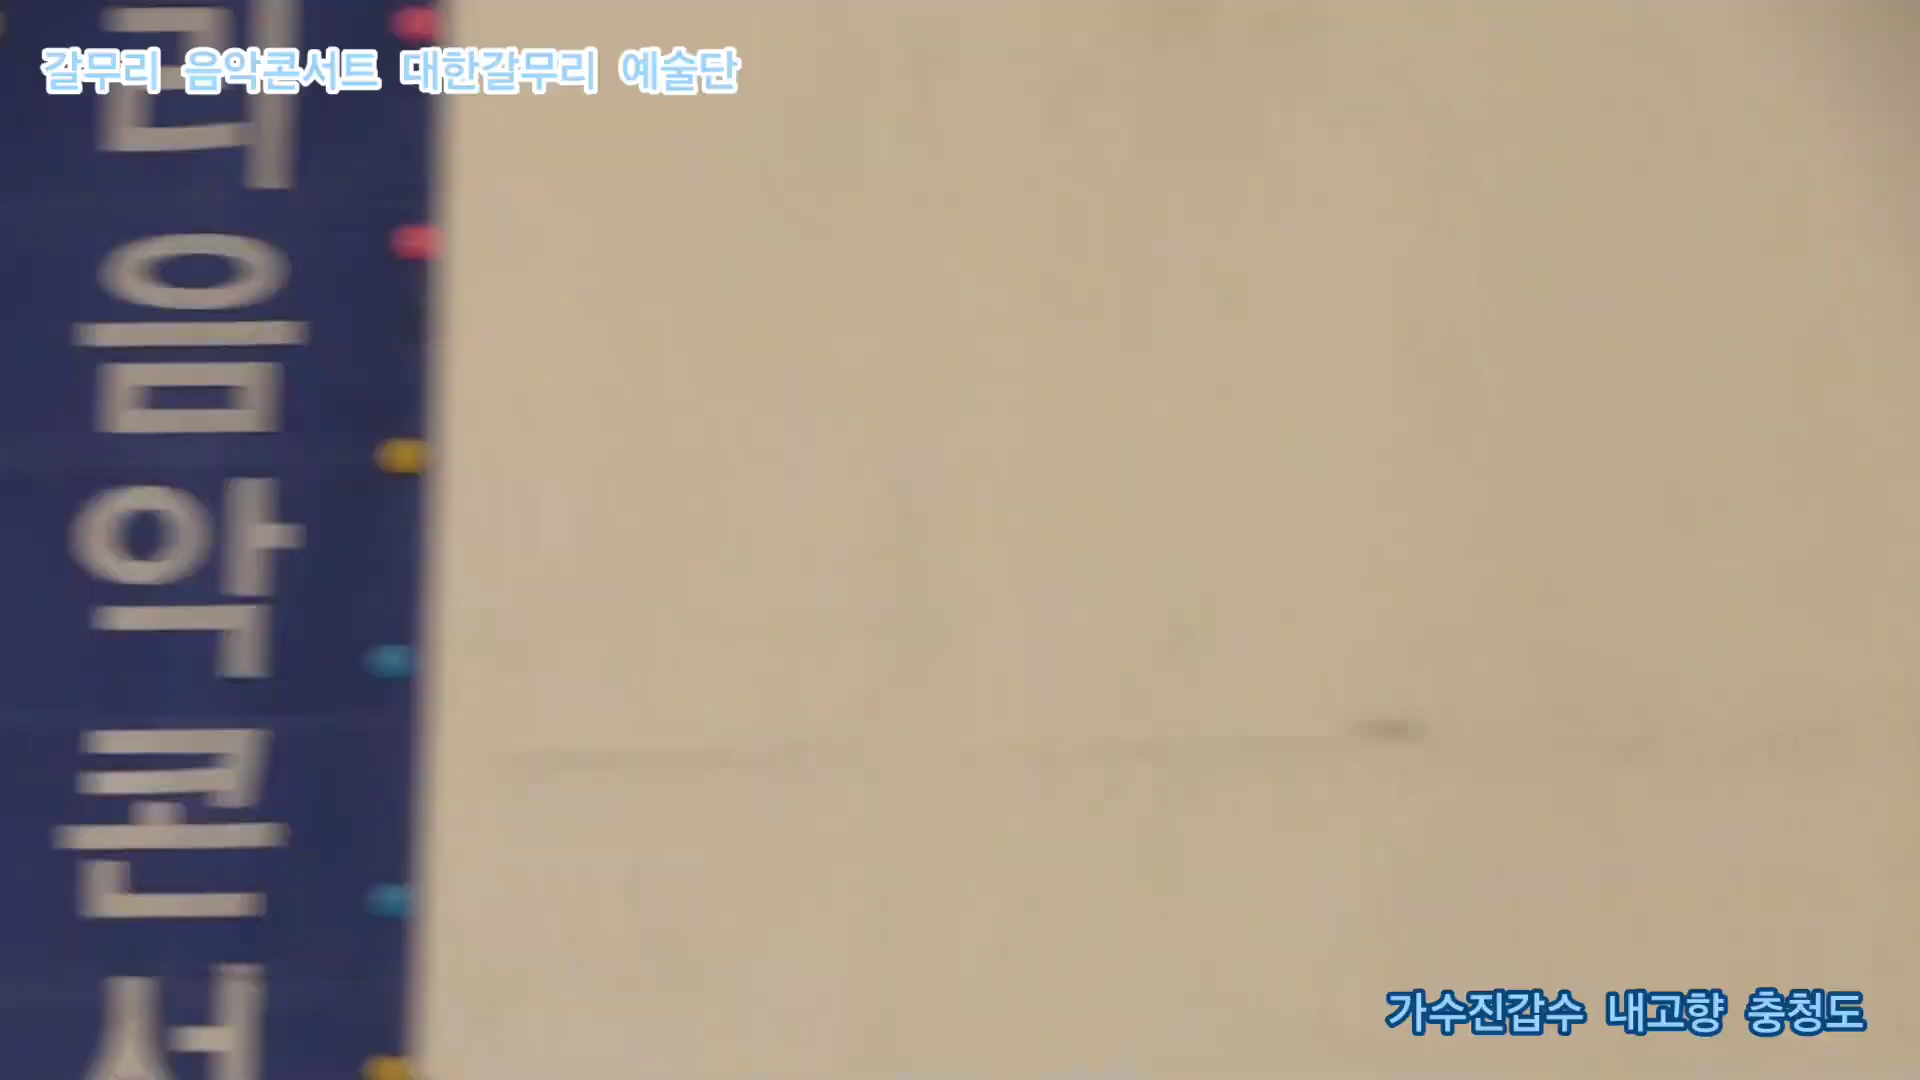 갈무리 음악콘서트 대한갈무리 예술단
리
음
악
콘
서
가수진갑수 내고향 충청도